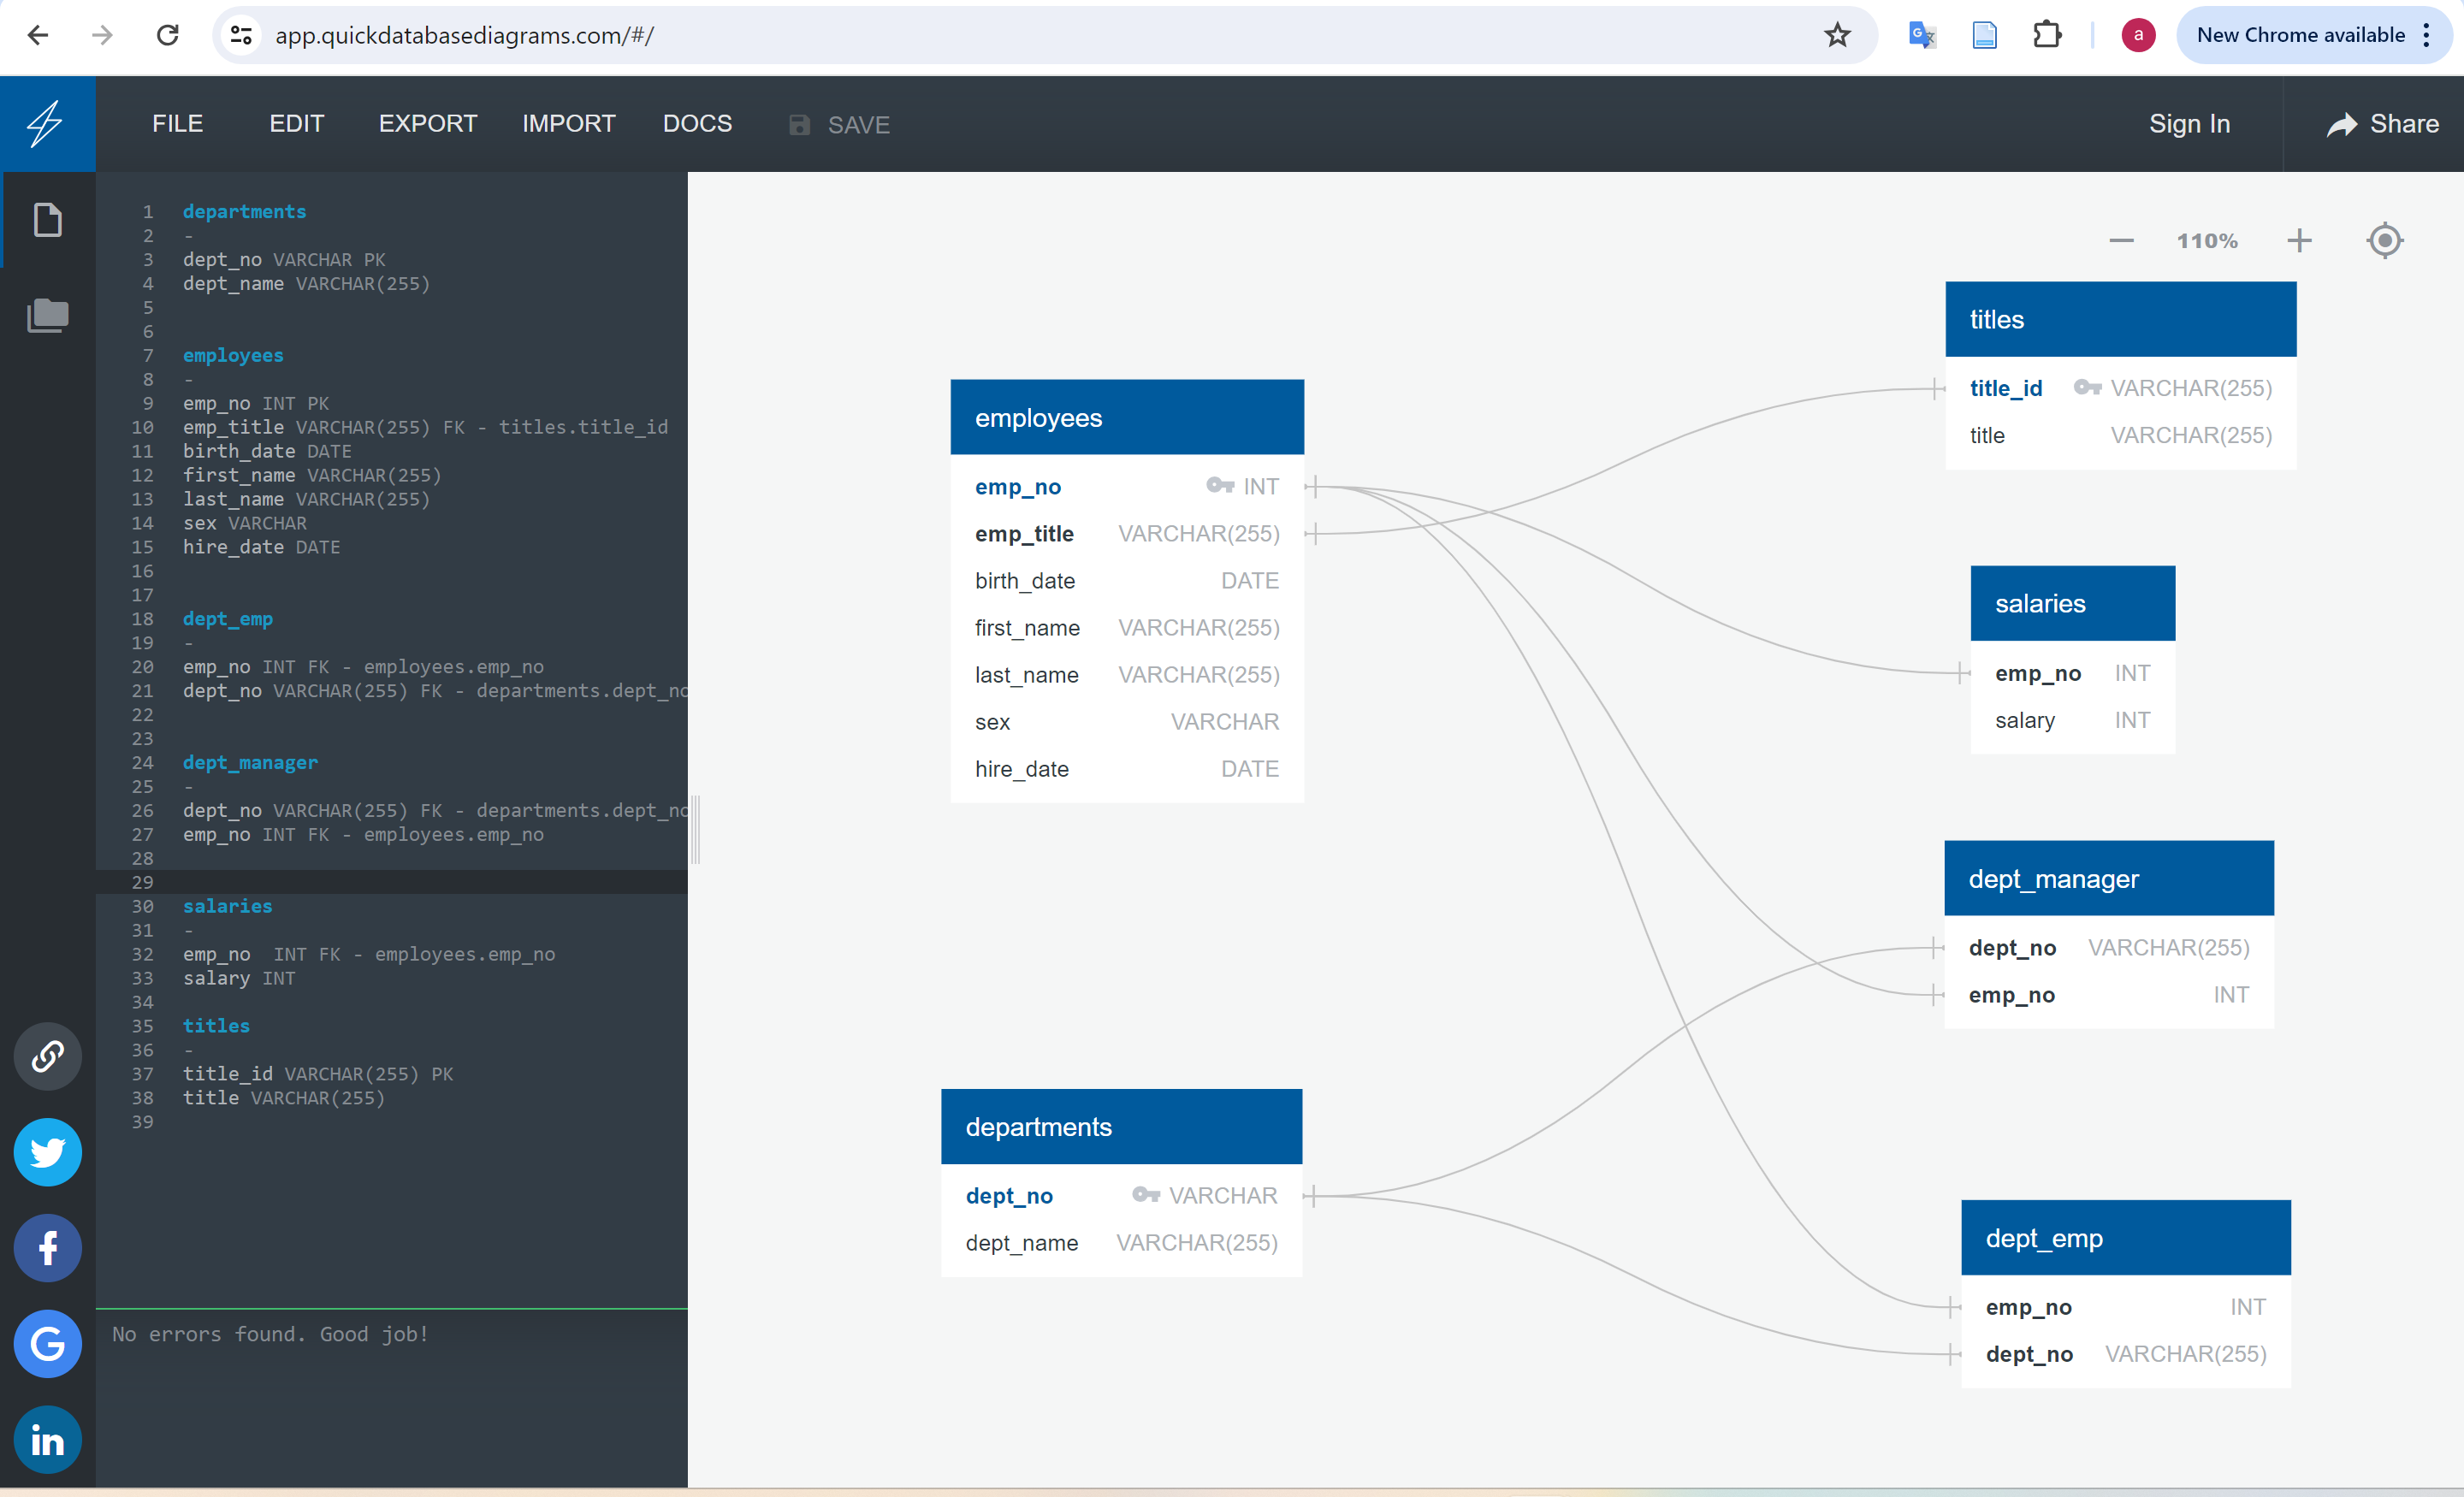 app.quickdatabasediagrams.com/#/
a
New Chrome available
FILE EDIT EXPORT IMPORT DOCS SAVE
Sign In
Share
1 departments
2 -
3 dept_no VARCHAR PK
4 dept_name VARCHAR(255)
5
6
7 employees
8 -
9 emp_no INT PK
10 emp_title VARCHAR(255) FK - titles.title_id
11 birth_date DATE
12 first_name VARCHAR(255)
13 last_name VARCHAR(255)
14 sex VARCHAR
15 hire_date DATE
16
17
18 dept_emp
19 -
20 emp_no INT FK - employees.emp_no
21 dept_no VARCHAR(255) FK - departments.dept_no
22
23
24 dept_manager
25 -
26 dept_no VARCHAR(255) FK - departments.dept_no
27 emp_no INT FK - employees.emp_no
28
29
30 salaries
31 -
32 emp_no  INT FK - employees.emp_no
33 salary INT
34
35 titles
36 -
37 title_id VARCHAR(255) PK
38 title VARCHAR(255)
39
No errors found. Good job!
110%
employees
emp_no INT
emp_title VARCHAR(255)
birth_date DATE
first_name VARCHAR(255)
last_name VARCHAR(255)
sex VARCHAR
hire_date DATE
departments
dept_no VARCHAR
dept_name VARCHAR(255)
titles
title_id VARCHAR(255)
title VARCHAR(255)
salaries
emp_no INT
salary INT
dept_manager
dept_no VARCHAR(255)
emp_no INT
dept_emp
emp_no INT
dept_no VARCHAR(255)